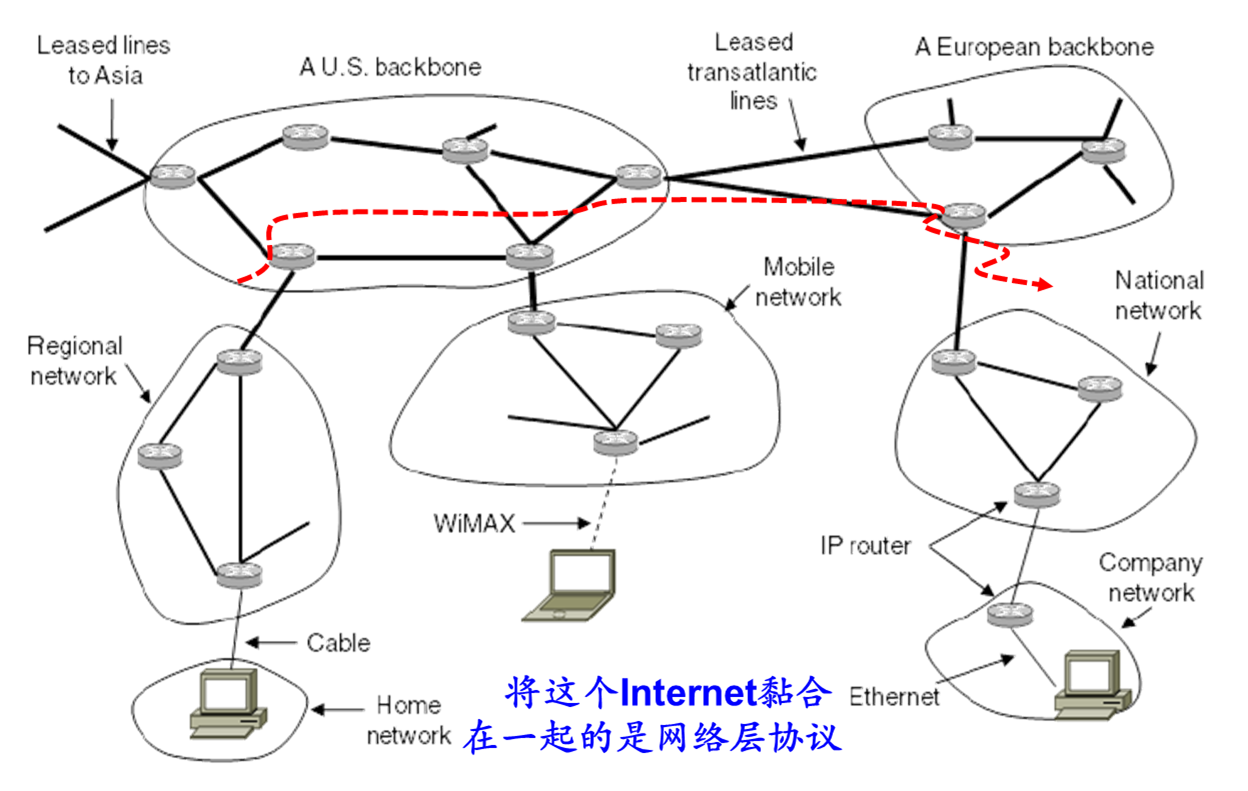 Leased lines
to Asia
A U.S. backbone
Leased
transatlantic
lines
A European backbone
Regional
network
Mobile
network
National
network
WiMAX
IP router
Company
network
Cable
Ethernet
Home
network
将这个Internet黏合
在一起的是网络层协议